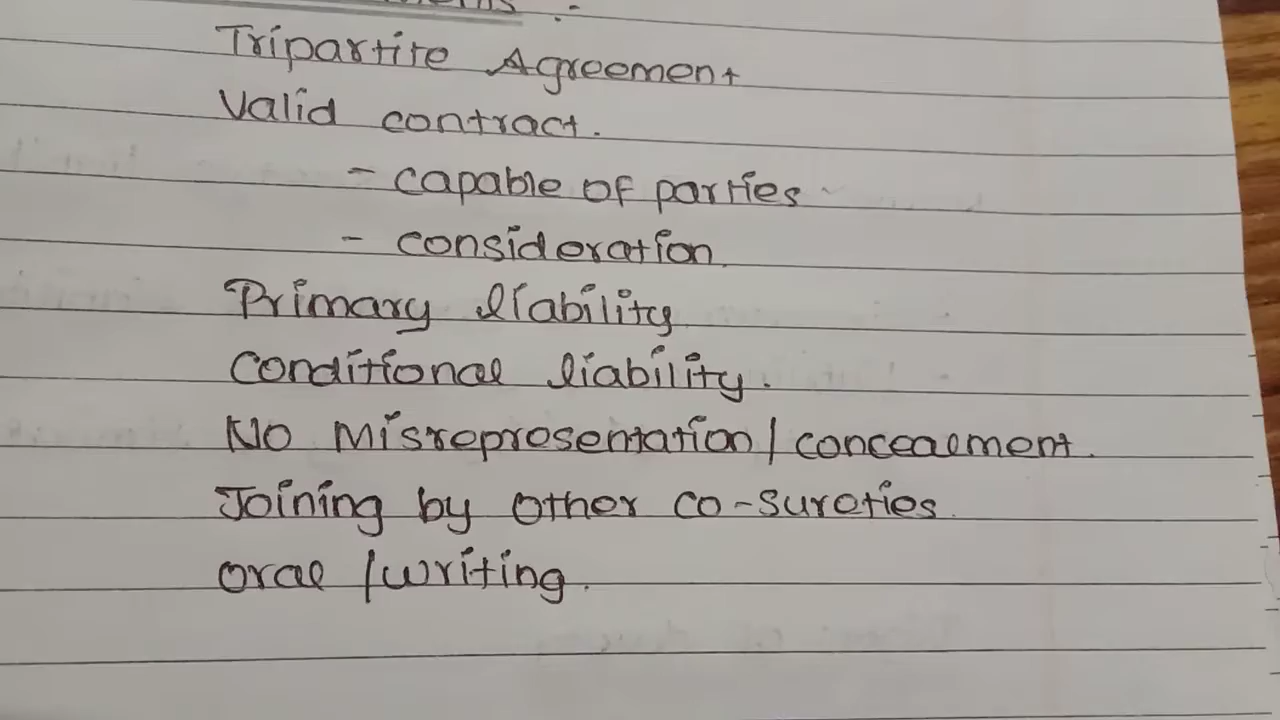 Tripartite Agreement
Valid contract.
- capable of parties
- consideration.
Primary liability
Conditional liability.
No Misrepresentation / concealment.
Joining by other co-sureties.
Oral / writing.